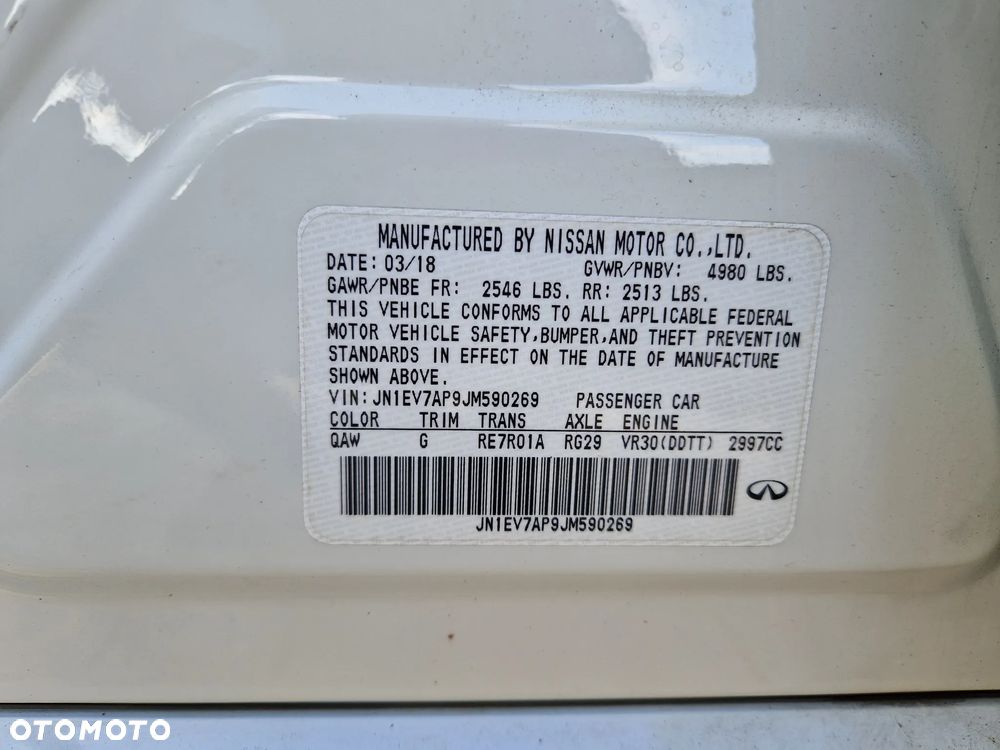 MANUFACTURED BY NISSAN MOTOR CO.,LTD.
DATE: 03/18 GVWR/PNBV: 4980 LBS.
GAWR/PNBE FR: 2546 LBS. RR: 2513 LBS.
THIS VEHICLE CONFORMS TO ALL APPLICABLE FEDERAL
MOTOR VEHICLE SAFETY,BUMPER,AND THEFT PREVENTION
STANDARDS IN EFFECT ON THE DATE OF MANUFACTURE
SHOWN ABOVE.
VIN: JN1EV7AP9JM590269 PASSENGER CAR
COLOR TRIM TRANS AXLE ENGINE
QAW G RE7R01A RG29 VR30(DDTT) 2997CC
JN1EV7AP9JM590269
OTOMOTO